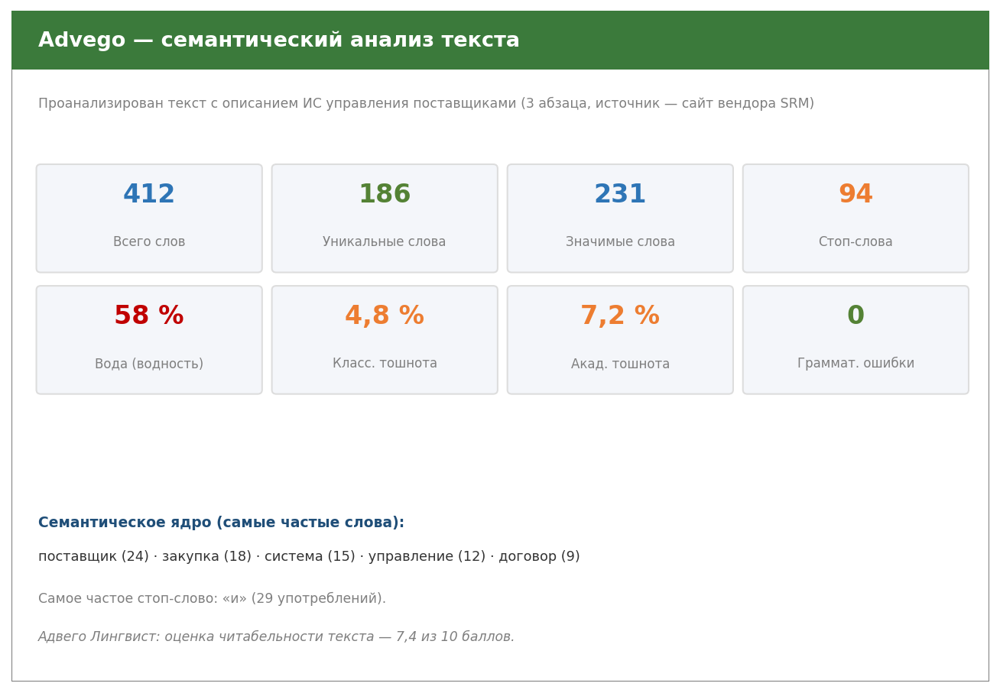 Advego — семантический анализ текста
Проанализирован текст с описанием ИС управления поставщиками (3 абзаца, источник — сайт вендора SRM)
412
Всего слов
186
Уникальные слова
231
Значимые слова
94
Стоп-слова
58 %
Вода (водность)
4,8 %
Класс. тошнота
7,2 %
Акад. тошнота
0
Граммат. ошибки
Семантическое ядро (самые частые слова):
поставщик (24) · закупка (18) · система (15) · управление (12) · договор (9)
Самое частое стоп-слово: «и» (29 употреблений).
Адвего Лингвист: оценка читабельности текста — 7,4 из 10 баллов.